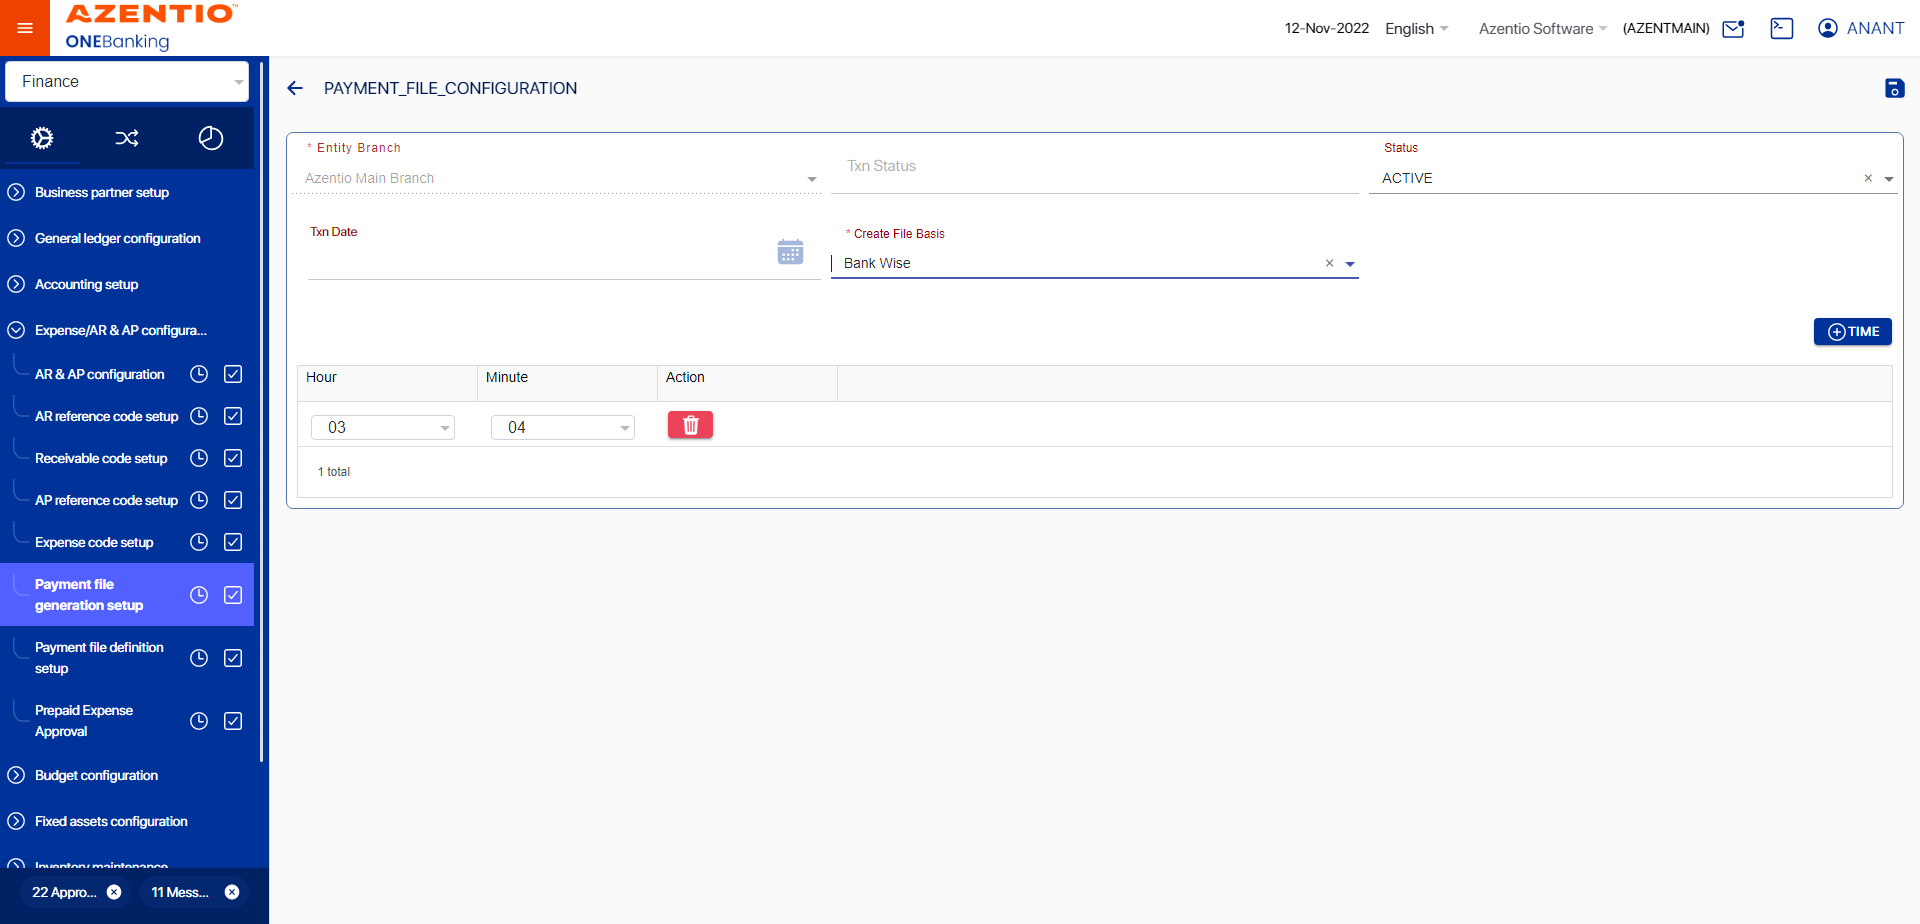 AZENTIO™
ONEBanking
12-Nov-2022 English Azentio Software (AZENTMAIN) ANANT
Finance
Business partner setup
General ledger configuration
Accounting setup
Expense/AR & AP configura...
AR & AP configuration
AR reference code setup
Receivable code setup
AP reference code setup
Expense code setup
Payment file
generation setup
Payment file definition
setup
Prepaid Expense
Approval
Budget configuration
Fixed assets configuration
Inventory maintenance
22 Appro... 11 Mess...
PAYMENT_FILE_CONFIGURATION
* Entity Branch
Azentio Main Branch
Txn Status
Status
ACTIVE
Txn Date
* Create File Basis
Bank Wise
TIME
Hour Minute Action
03 04
1 total